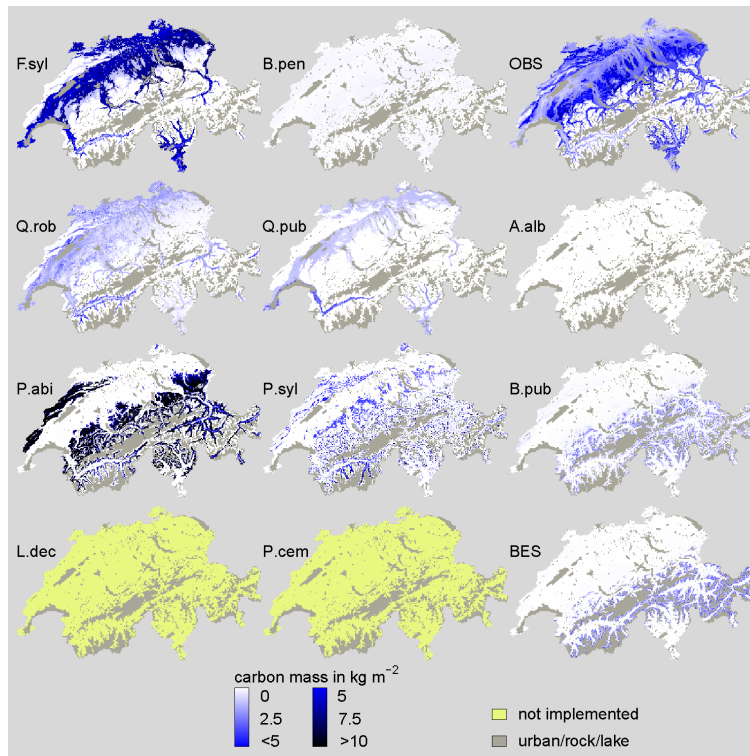 F.syl
B.pen
OBS
Q.rob
Q.pub
A.alb
P.abi
P.syl
B.pub
L.dec
P.cem
BES
carbon mass in kg m⁻²
0 5
2.5 7.5
<5 >10
not implemented
urban/rock/lake